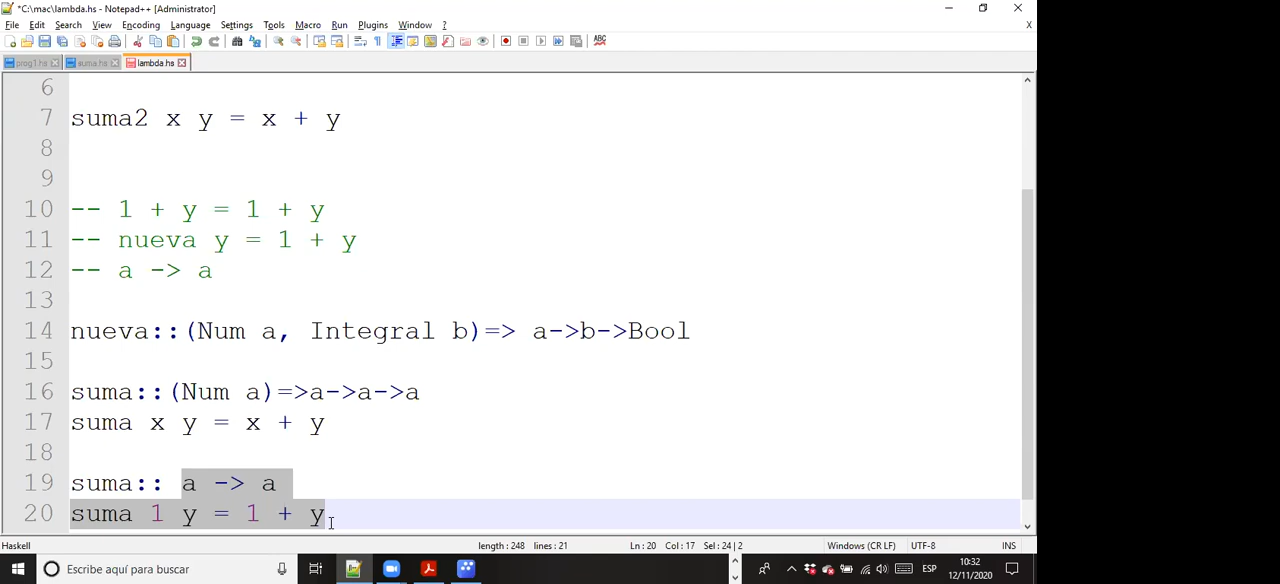 *C:\mac\lambda.hs - Notepad++ [Administrator]
File Edit Search View Encoding Language Settings Tools Macro Run Plugins Window ? X
prog1.hs suma.hs lambda.hs
6
7 suma2 x y = x + y
8
9
10 -- 1 + y = 1 + y
11 -- nueva y = 1 + y
12 -- a -> a
13
14 nueva::(Num a, Integral b)=> a->b->Bool
15
16 suma::(Num a)=>a->a->a
17 suma x y = x + y
18
19 suma:: a -> a
20 suma 1 y = 1 + y
Haskell length : 248 lines : 21 Ln : 20 Col : 17 Sel : 24 | 2 Windows (CR LF) UTF-8 INS
Escribe aquí para buscar ESP 10:32
12/11/2020